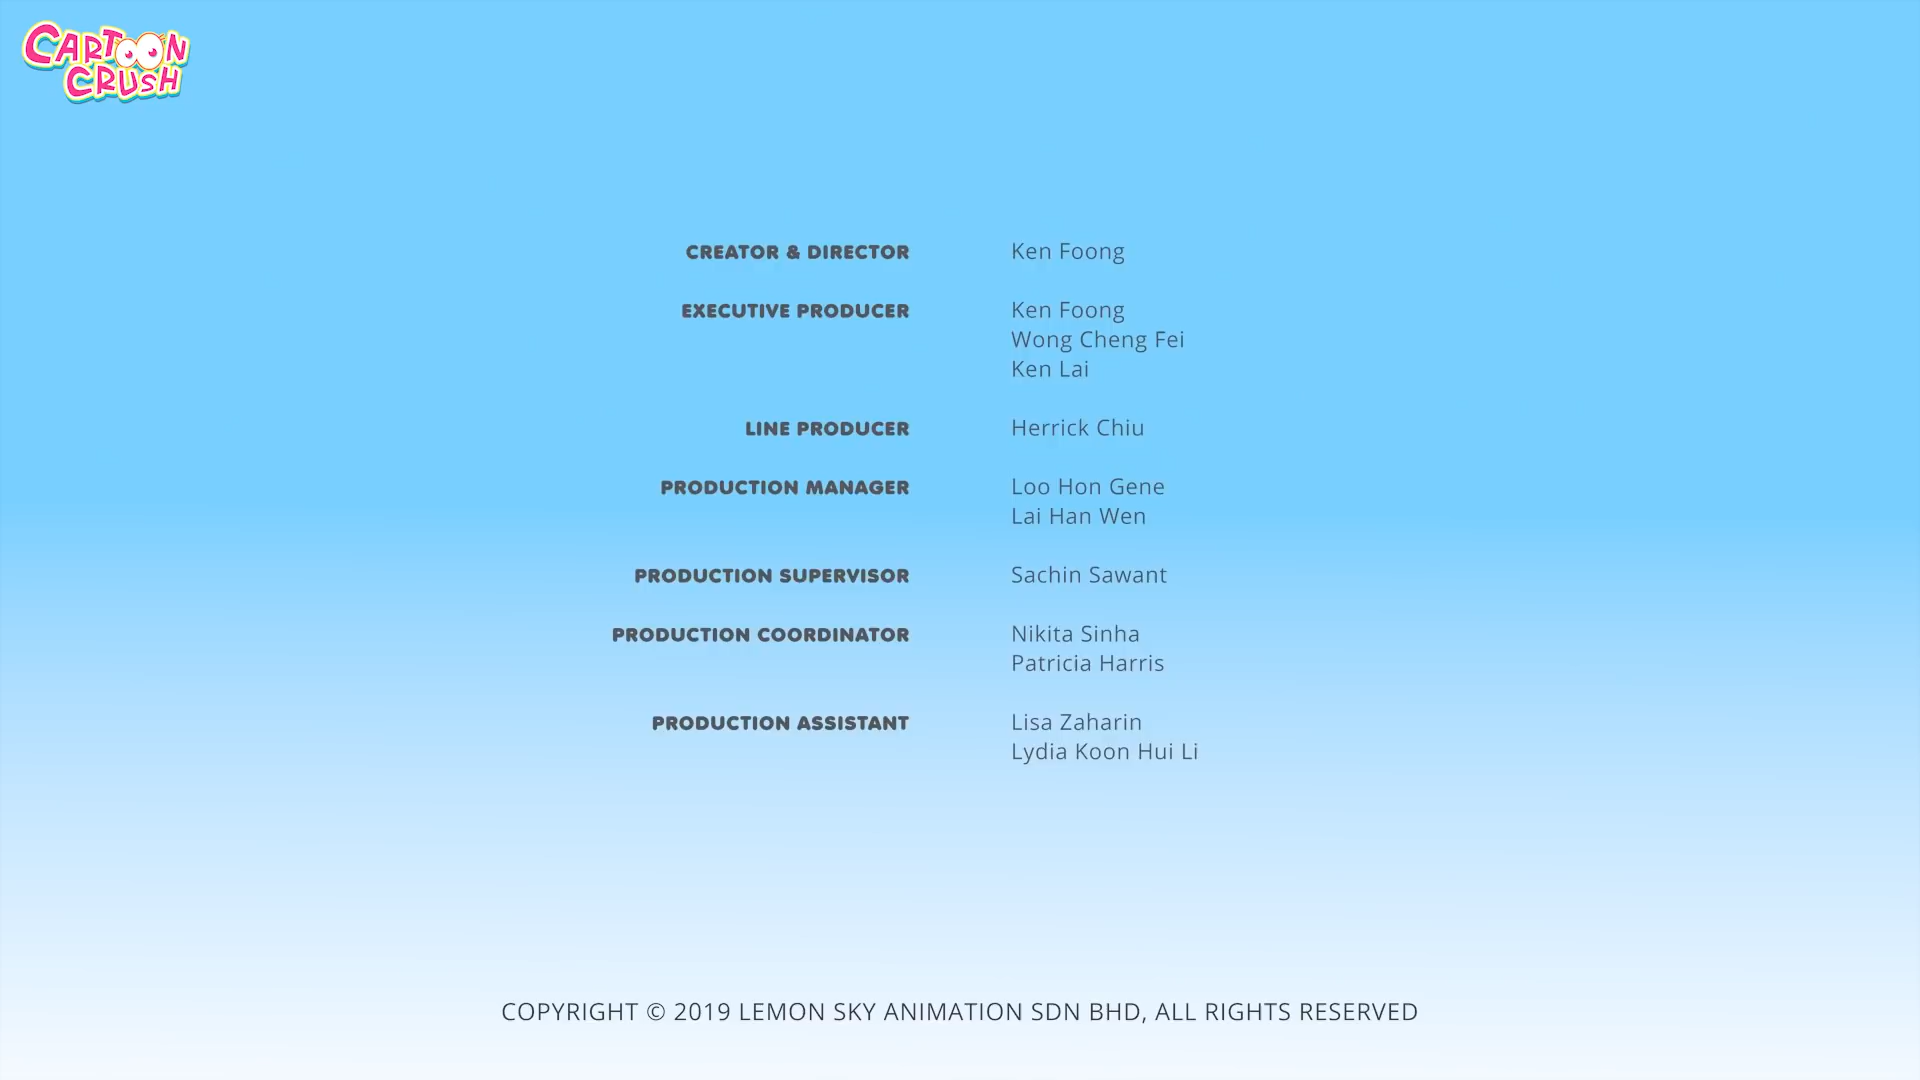 CARTOON
CRUSH
CREATOR & DIRECTOR Ken Foong
EXECUTIVE PRODUCER Ken Foong
Wong Cheng Fei
Ken Lai
LINE PRODUCER Herrick Chiu
PRODUCTION MANAGER Loo Hon Gene
Lai Han Wen
PRODUCTION SUPERVISOR Sachin Sawant
PRODUCTION COORDINATOR Nikita Sinha
Patricia Harris
PRODUCTION ASSISTANT Lisa Zaharin
Lydia Koon Hui Li
COPYRIGHT © 2019 LEMON SKY ANIMATION SDN BHD, ALL RIGHTS RESERVED